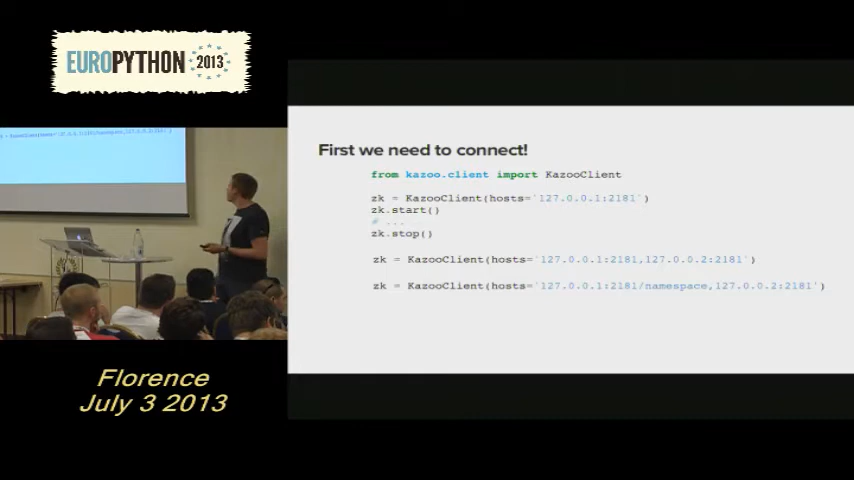 EUROPYTHON 2013
First we need to connect!
from kazoo.client import KazooClient
zk = KazooClient(hosts='127.0.0.1:2181')
zk.start()
# ...
zk.stop()
zk = KazooClient(hosts='127.0.0.1:2181,127.0.0.2:2181')
zk = KazooClient(hosts='127.0.0.1:2181/namespace,127.0.0.2:2181')
Florence
July 3 2013